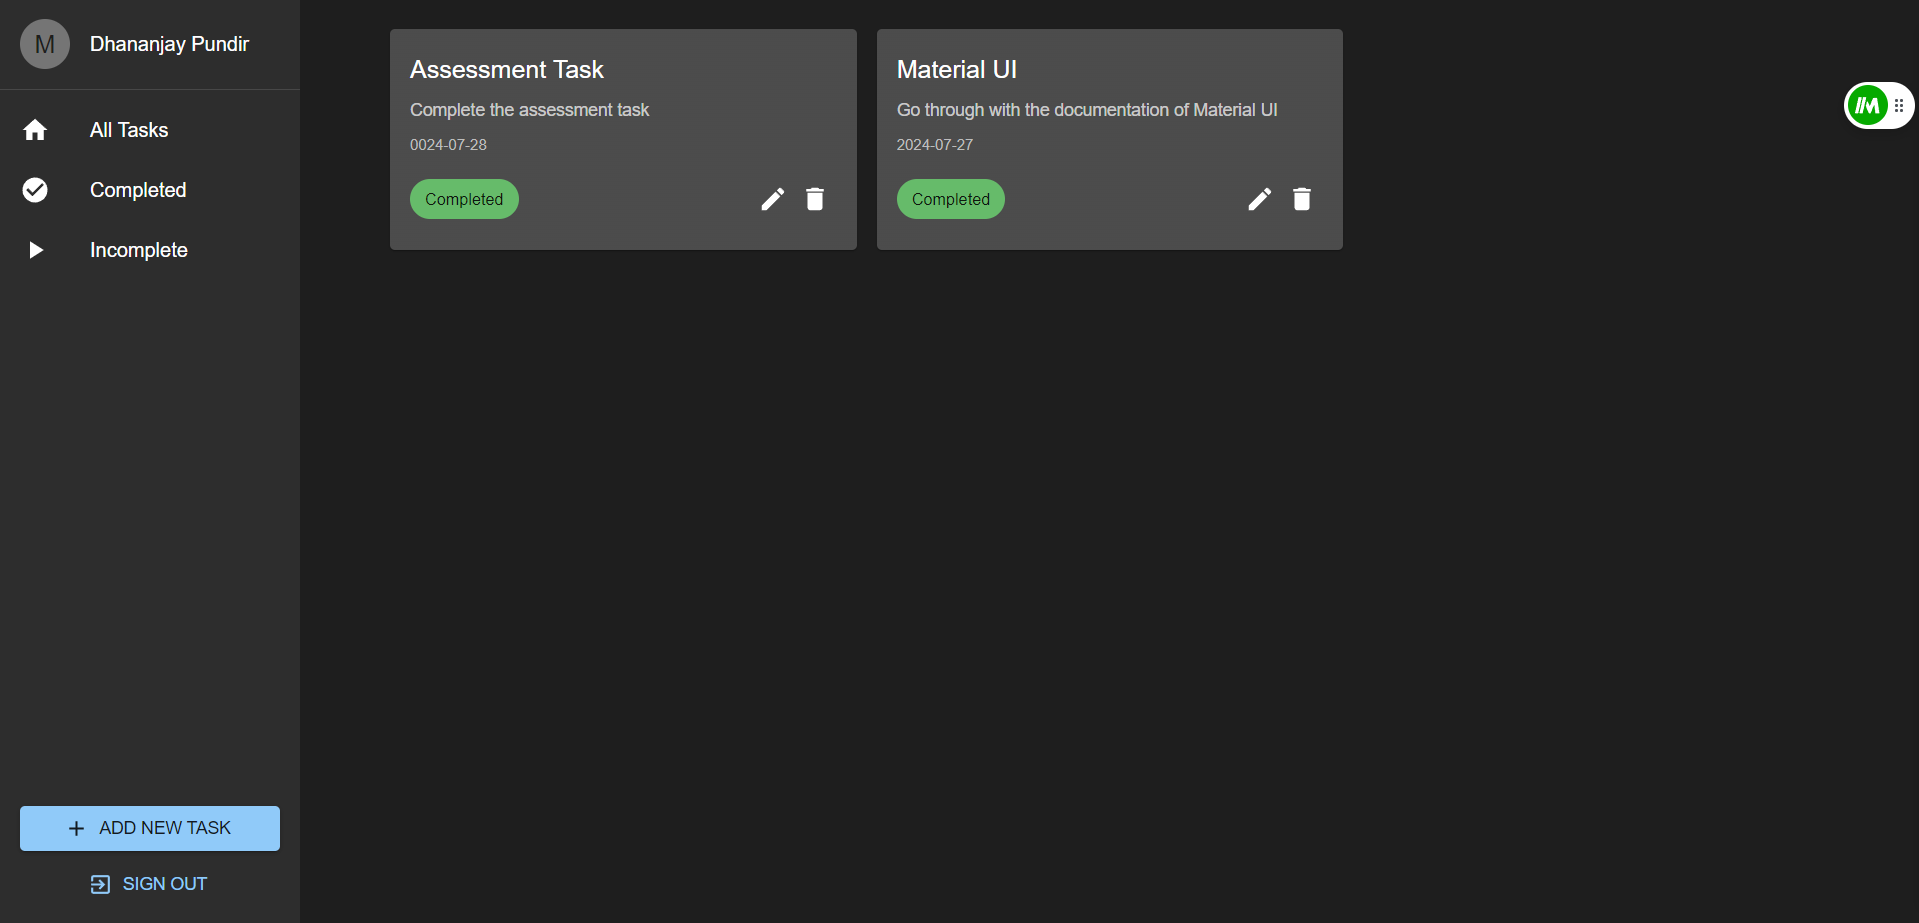 M
Dhananjay Pundir
All Tasks
Completed
Incomplete
ADD NEW TASK
SIGN OUT
Assessment Task
Complete the assessment task
0024-07-28
Completed
Material UI
Go through with the documentation of Material UI
2024-07-27
Completed